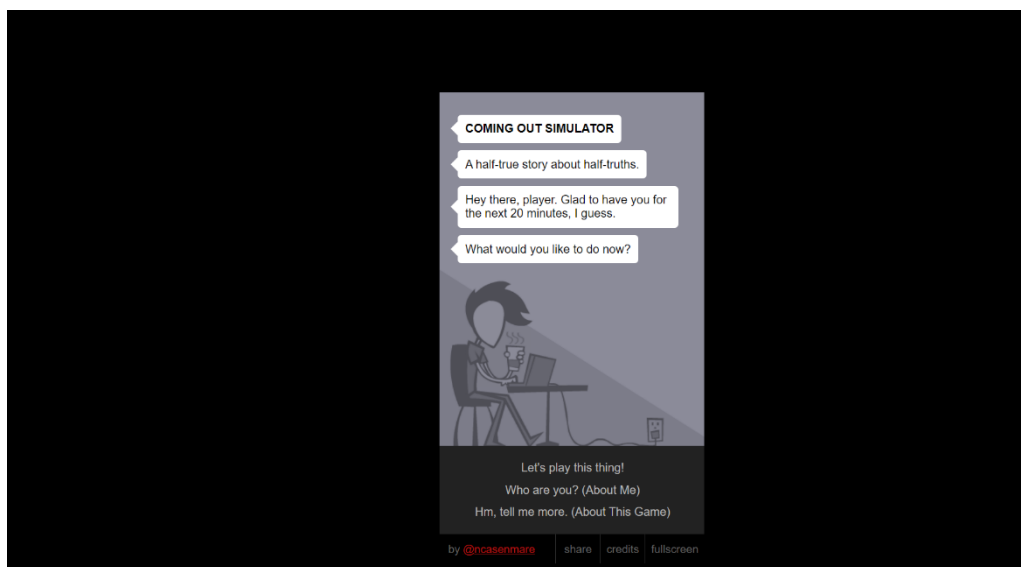 COMING OUT SIMULATOR
A half-true story about half-truths.
Hey there, player. Glad to have you for
the next 20 minutes, I guess.
What would you like to do now?
Let's play this thing!
Who are you? (About Me)
Hm, tell me more. (About This Game)
by @ncasenmare share credits fullscreen